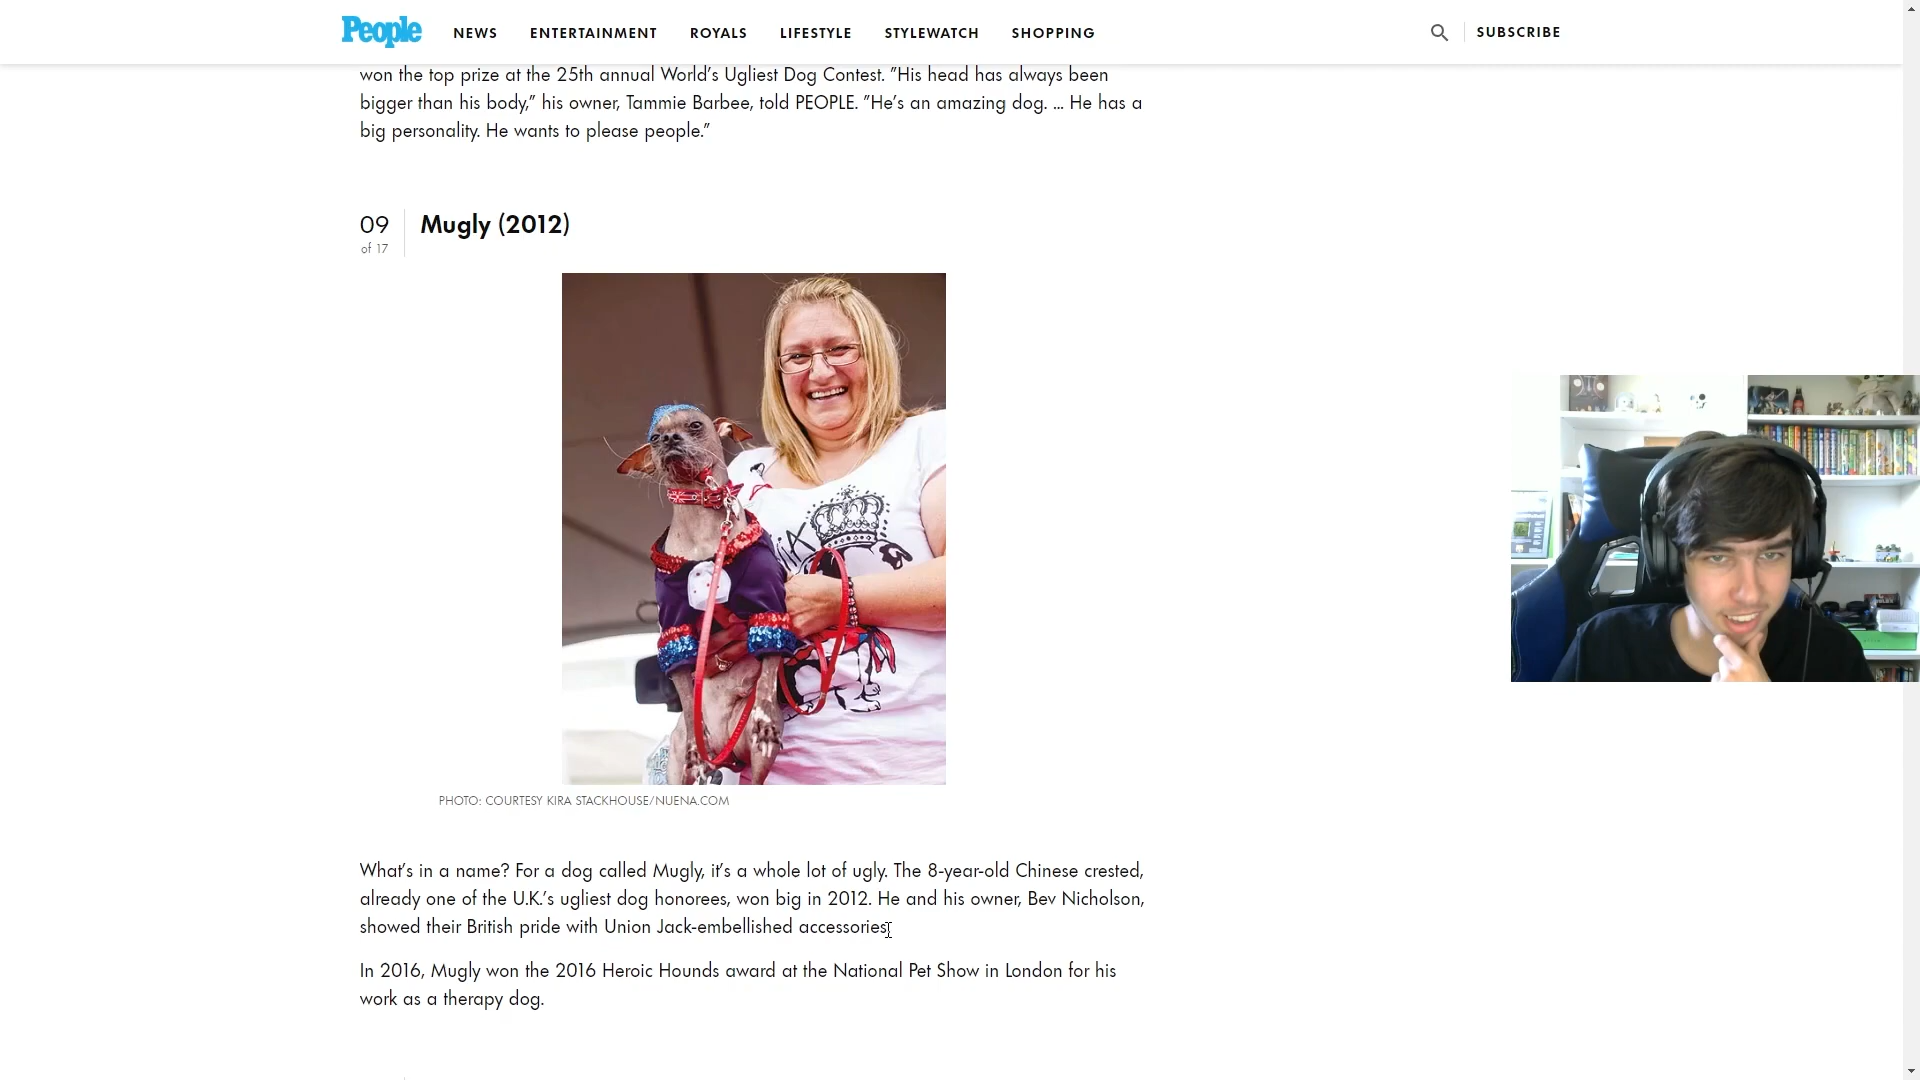 People NEWS ENTERTAINMENT ROYALS LIFESTYLE STYLEWATCH SHOPPING SUBSCRIBE
won the top prize at the 25th annual World’s Ugliest Dog Contest. ”His head has always been
bigger than his body,” his owner, Tammie Barbee, told PEOPLE. ”He’s an amazing dog. … He has a
big personality. He wants to please people.”
09
of 17
Mugly (2012)
PHOTO: COURTESY KIRA STACKHOUSE/NUENA.COM
What’s in a name? For a dog called Mugly, it’s a whole lot of ugly. The 8-year-old Chinese crested,
already one of the U.K.’s ugliest dog honorees, won big in 2012. He and his owner, Bev Nicholson,
showed their British pride with Union Jack-embellished accessories.
In 2016, Mugly won the 2016 Heroic Hounds award at the National Pet Show in London for his
work as a therapy dog.